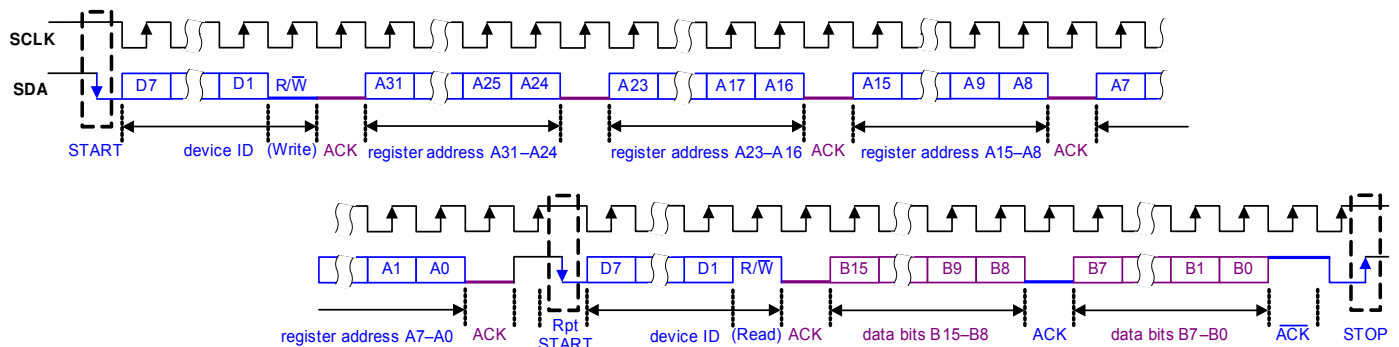 SCLK
SDA D7 D1 R/W̅ A31 A25 A24 A23 A17 A16 A15 A9 A8 A7
START device ID (Write) ACK register address A31–A24 register address A23–A16 ACK register address A15–A8 ACK
A1 A0 D7 D1 R/W̅ B15 B9 B8 B7 B1 B0
register address A7–A0 ACK Rpt START device ID (Read) ACK data bits B15–B8 ACK data bits B7–B0 A̅C̅K̅ STOP